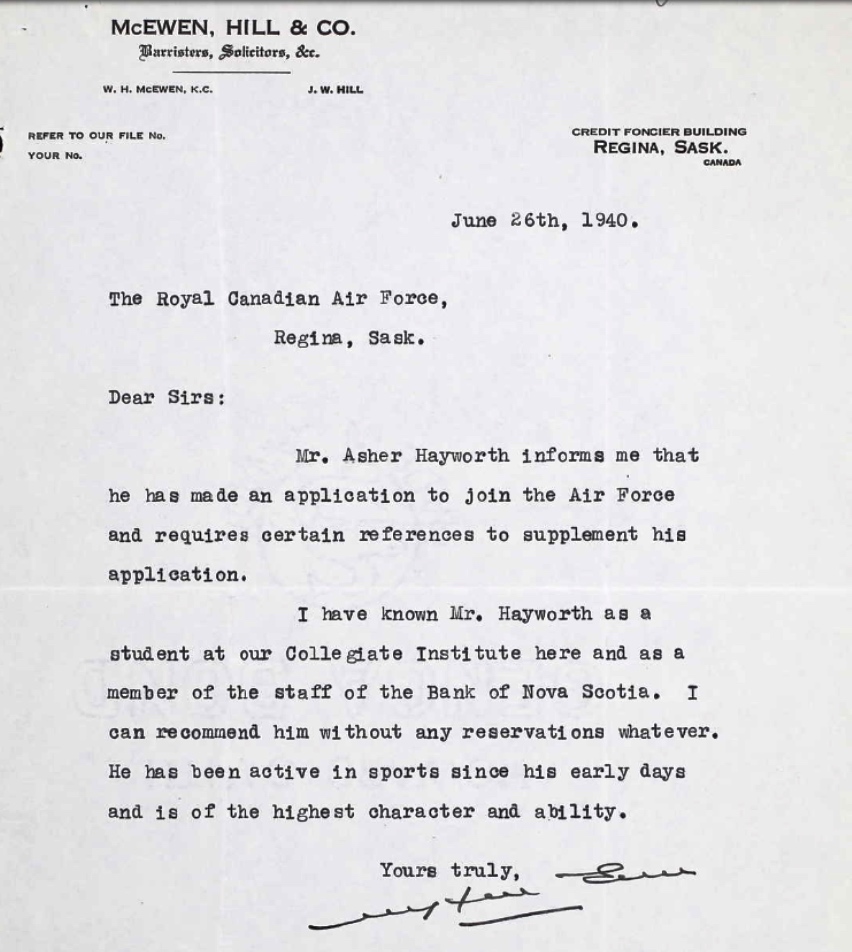 McEWEN, HILL & CO.
Barristers, Solicitors, &c.
W. H. McEWEN, K.C. J. W. HILL
REFER TO OUR FILE No.
YOUR No.
CREDIT FONCIER BUILDING
REGINA, SASK.
CANADA
June 26th, 1940.
The Royal Canadian Air Force,
Regina, Sask.
Dear Sirs:
Mr. Asher Hayworth informs me that
he has made an application to join the Air Force
and requires certain references to supplement his
application.
I have known Mr. Hayworth as a
student at our Collegiate Institute here and as a
member of the staff of the Bank of Nova Scotia. I
can recommend him without any reservations whatever.
He has been active in sports since his early days
and is of the highest character and ability.
Yours truly,